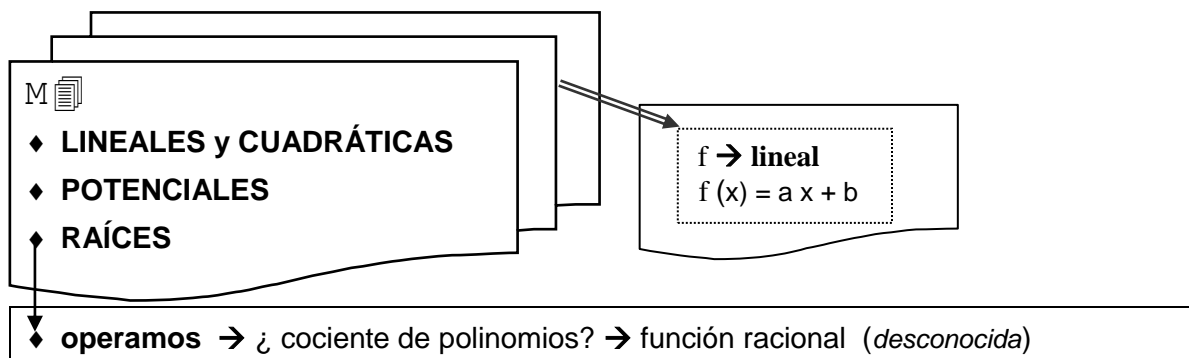 M
♦ LINEALES y CUADRÁTICAS
♦ POTENCIALES
♦ RAÍCES
f → lineal
f (x) = a x + b
♦ operamos → ¿ cociente de polinomios? → función racional (desconocida)